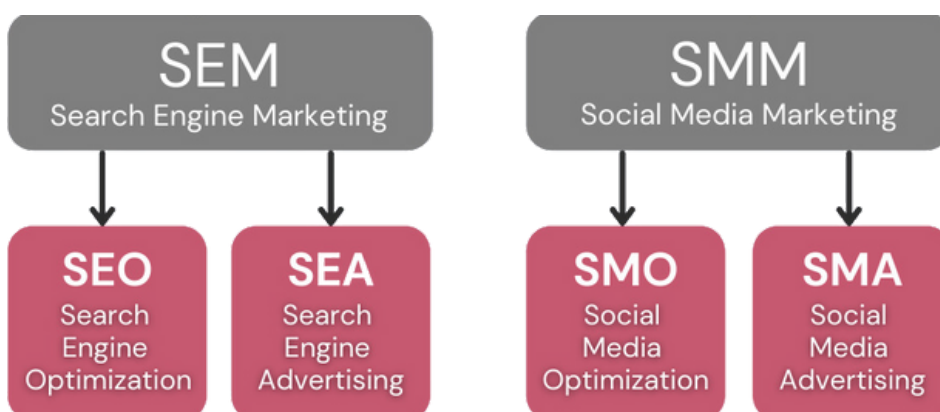 SEM
Search Engine Marketing
SMM
Social Media Marketing
SEO
Search
Engine
Optimization
SEA
Search
Engine
Advertising
SMO
Social
Media
Optimization
SMA
Social
Media
Advertising